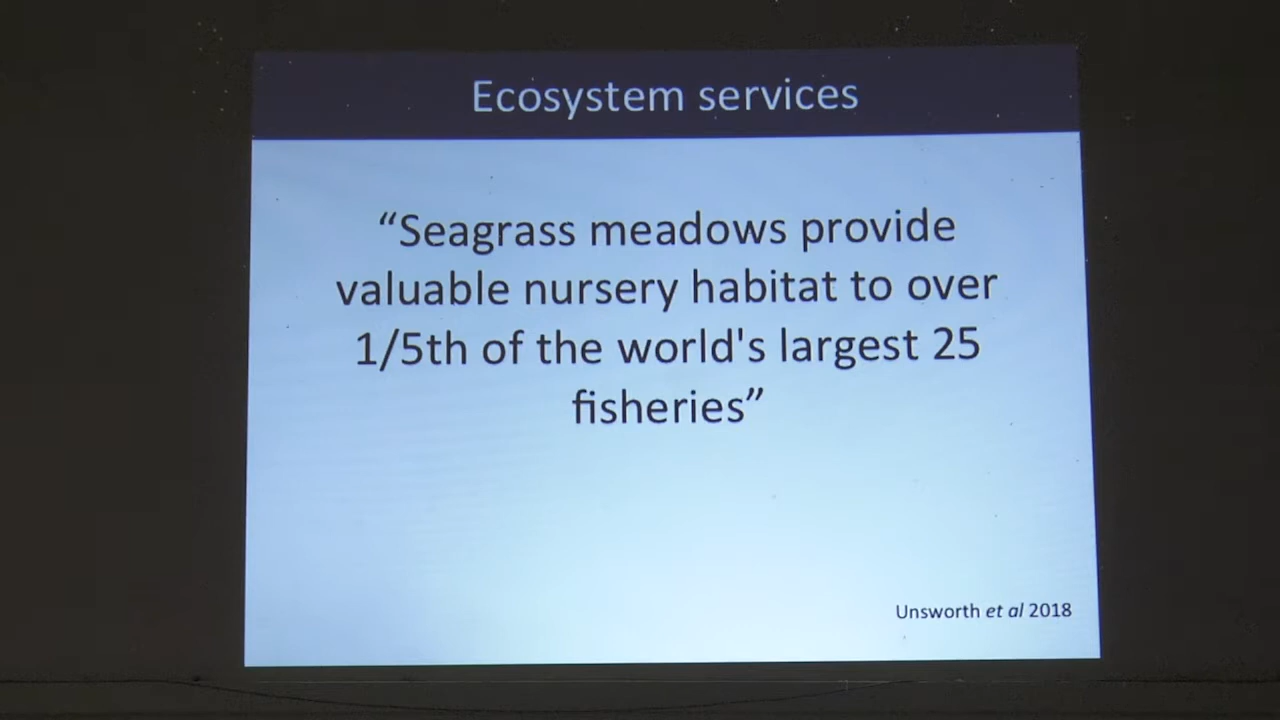 Ecosystem services
“Seagrass meadows provide
valuable nursery habitat to over
1/5th of the world's largest 25
fisheries”
Unsworth et al 2018